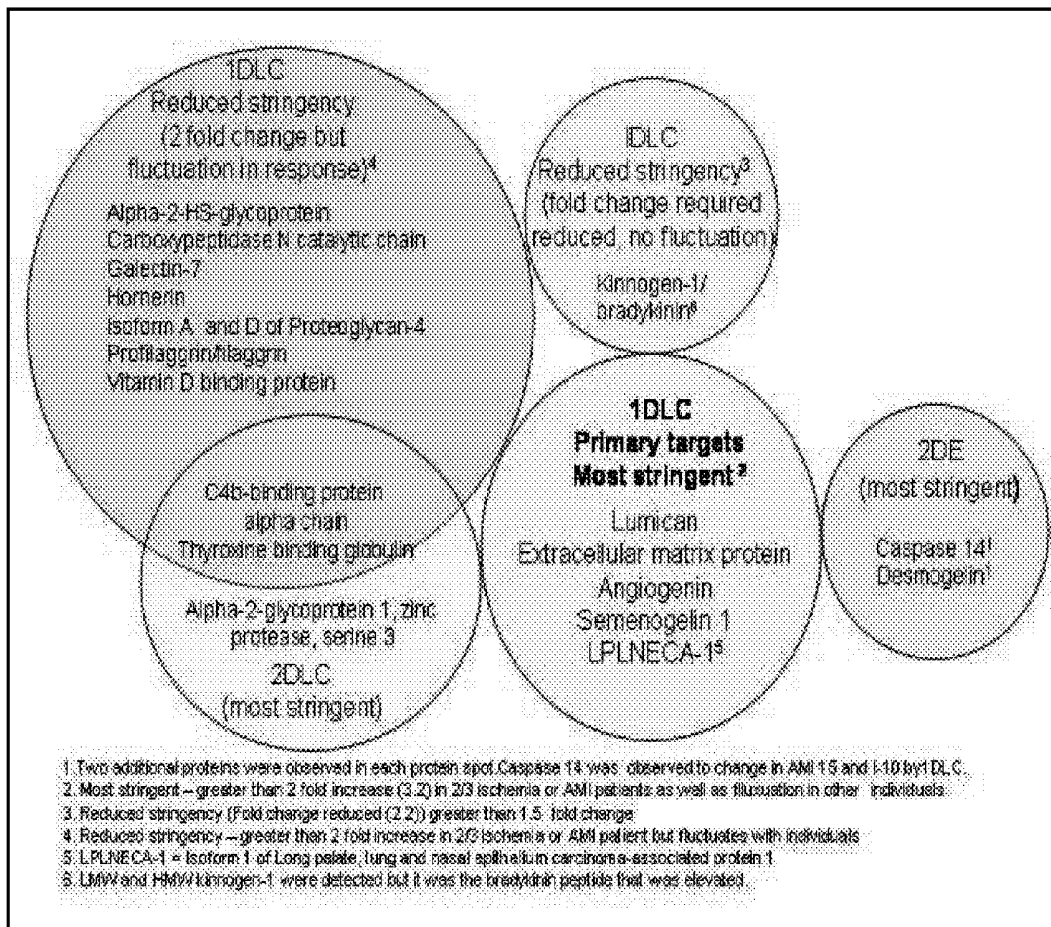 1DLC
Reduced stringency
(2 fold change but
fluctuation in response)4
Alpha-2-HS-glycoprotein
Carboxypeptidase N catalytic chain
Galectin-7
Hornerin
Isoform A and D of Proteoglycan-4
Profilaggrin/filaggrin
Vitamin D binding protein
C4b-binding protein
alpha chain
Thyroxine binding globulin
Alpha-2-glycoprotein 1, zinc
protease, serine 3
2DLC
(most stringent)
IDLC
Reduced stringency3
(fold change required
reduced, no fluctuation)
Kinnogen-1/
bradykinin6
1DLC
Primary targets
Most stringent 2
Lumican
Extracellular matrix protein
Angiogenin
Semenogelin 1
LPLNECA-15
2DE
(most stringent)
Caspase 141
Desmogelin1
1 Two additional proteins were observed in each protein spot. Caspase 14 was observed to change in AMI 15 and I-10 by 1 DLC.
2. Most stringent – greater than 2 fold increase (3.2) in 2/3 ischemia or AMI patients as well as fluxuation in other individuals
3. Reduced stringency (Fold change reduced (2.2)) greater than 1.5 fold change
4. Reduced stringency – greater than 2 fold increase in 2/3 ischemia or AMI patient but fluctuates with individuals
5. LPLNECA-1 = Isoform 1 of Long palate, lung and nasal epithelium carcinoma-associated protein 1
6. LMW and HMW kinnogen-1 were detected but it was the bradykinin peptide that was elevated.